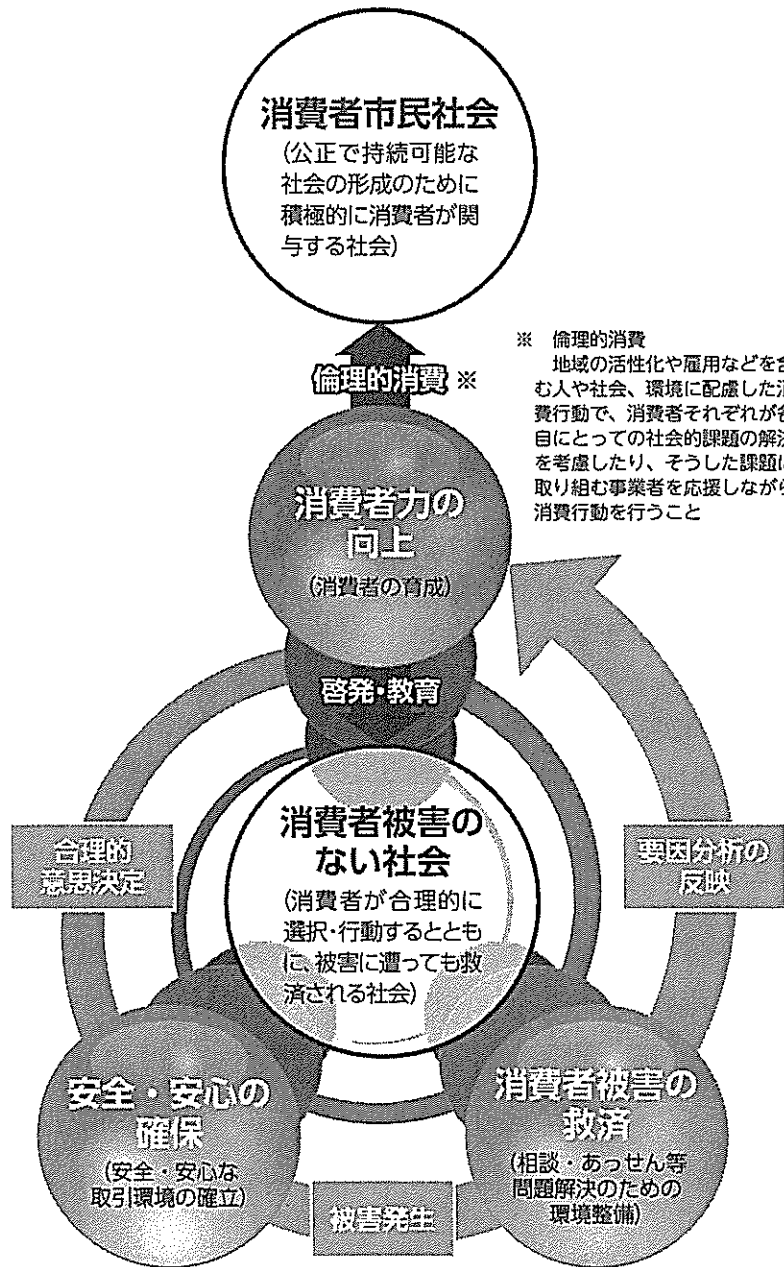 消費者市民社会
(公正で持続可能な
社会の形成のために
積極的に消費者が関
与する社会)
倫理的消費 ※
※ 倫理的消費
地域の活性化や雇用などを含
む人や社会、環境に配慮した消
費行動で、消費者それぞれが各
自にとっての社会的課題の解決
を考慮したり、そうした課題に
取り組む事業者を応援しながら
消費行動を行うこと
消費者力の
向上
(消費者の育成)
啓発・教育
消費者被害の
ない社会
(消費者が合理的に
選択・行動するととも
に、被害に遭っても救
済される社会)
合理的
意思決定
要因分析の
反映
安全・安心の
確保
(安全・安心な
取引環境の確立)
消費者被害の
救済
(相談・あっせん等
問題解決のための
環境整備)
被害発生